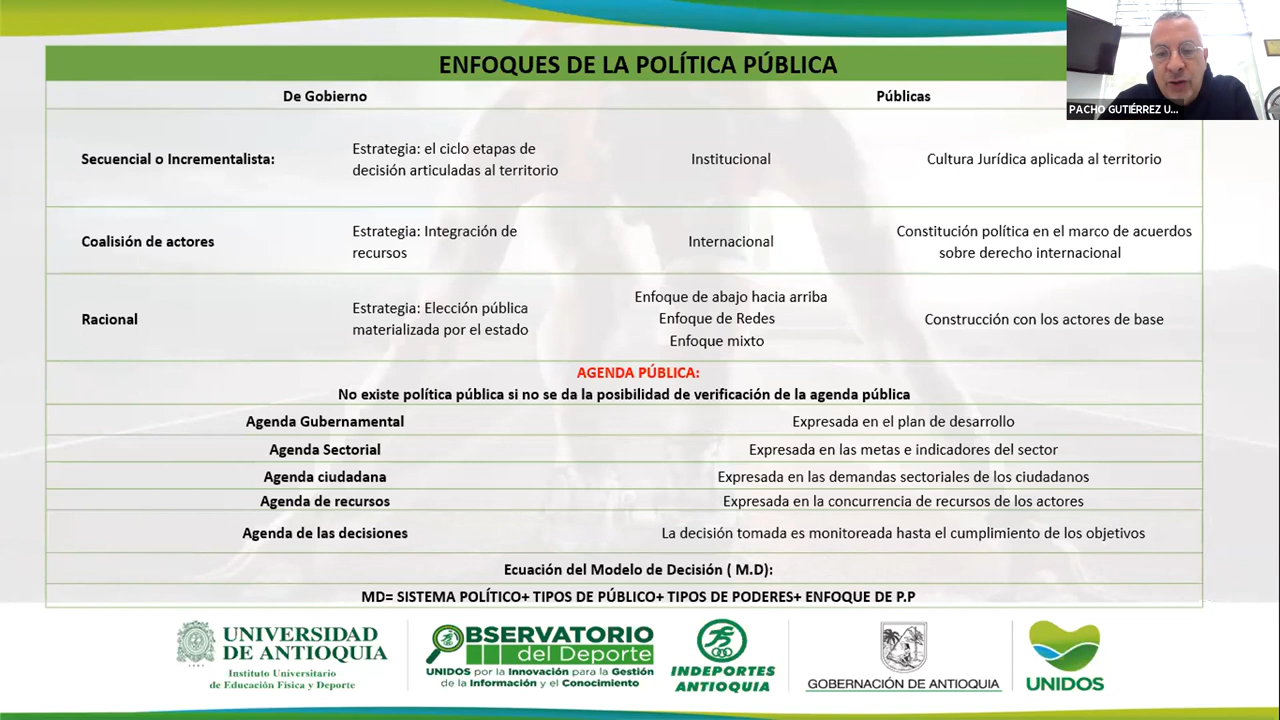 ENFOQUES DE LA POLÍTICA PÚBLICA
De Gobierno
Públicas
PACHO GUTIÉRREZ U...
Secuencial o Incrementalista:
Estrategia: el ciclo etapas de
decisión articuladas al territorio
Institucional
Cultura Jurídica aplicada al territorio
Coalisión de actores
Estrategia: Integración de
recursos
Internacional
Constitución política en el marco de acuerdos
sobre derecho internacional
Racional
Estrategia: Elección pública
materializada por el estado
Enfoque de abajo hacia arriba
Enfoque de Redes
Enfoque mixto
Construcción con los actores de base
AGENDA PÚBLICA:
No existe política pública si no se da la posibilidad de verificación de la agenda pública
Agenda Gubernamental
Expresada en el plan de desarrollo
Agenda Sectorial
Expresada en las metas e indicadores del sector
Agenda ciudadana
Expresada en las demandas sectoriales de los ciudadanos
Agenda de recursos
Expresada en la concurrencia de recursos de los actores
Agenda de las decisiones
La decisión tomada es monitoreada hasta el cumplimiento de los objetivos
Ecuación del Modelo de Decisión ( M.D):
MD= SISTEMA POLÍTICO+ TIPOS DE PÚBLICO+ TIPOS DE PODERES+ ENFOQUE DE P.P
UNIVERSIDAD
DE ANTIOQUIA
Instituto Universitario
de Educación Física y Deporte
OBSERVATORIO
del Deporte
UNIDOS por la Innovación para la Gestión
de la Información y el Conocimiento
INDEPORTES
ANTIOQUIA
GOBERNACIÓN DE ANTIOQUIA
UNIDOS